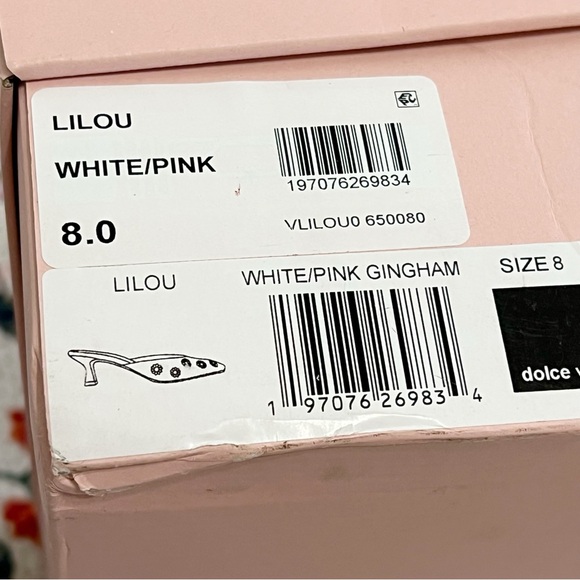 LILOU
WHITE/PINK
197076269834
8.0
VLILOU0 650080
LILOU
WHITE/PINK GINGHAM
SIZE 8
1 97076 26983 4
dolce